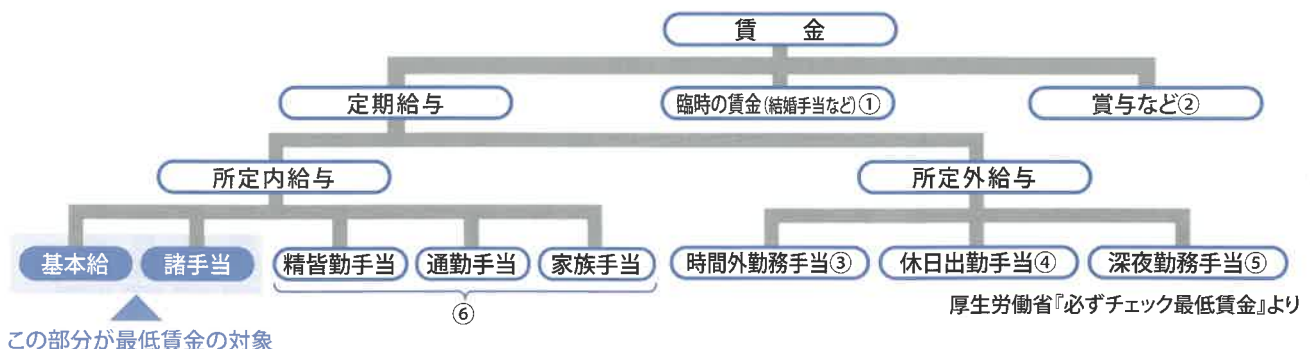 賃 金
定期給与
臨時の賃金(結婚手当など)①
賞与など②
所定内給与
所定外給与
基本給
諸手当
精皆勤手当
通勤手当
家族手当
時間外勤務手当③
休日出勤手当④
深夜勤務手当⑤
⑥
厚生労働省『必ずチェック最低賃金』より
この部分が最低賃金の対象